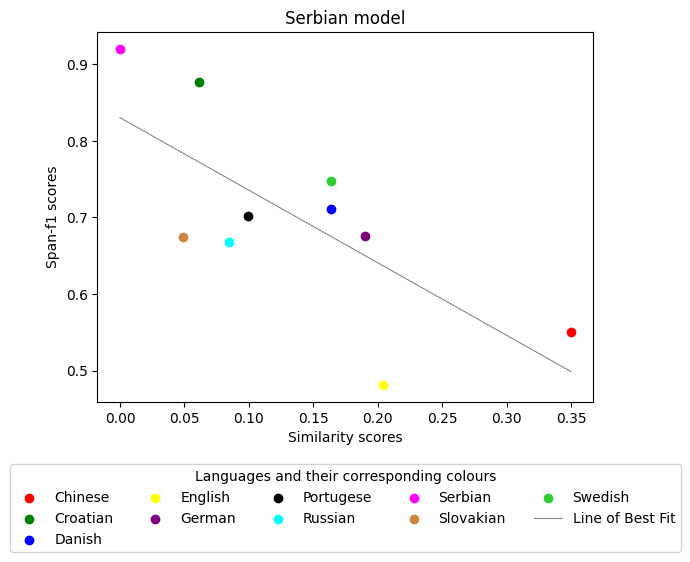 Serbian model
Span-f1 scores
0.9
0.8
0.7
0.6
0.5
0.00 0.05 0.10 0.15 0.20 0.25 0.30 0.35
Similarity scores
Languages and their corresponding colours
Chinese English Portugese Serbian Swedish
Croatian German Russian Slovakian Line of Best Fit
Danish